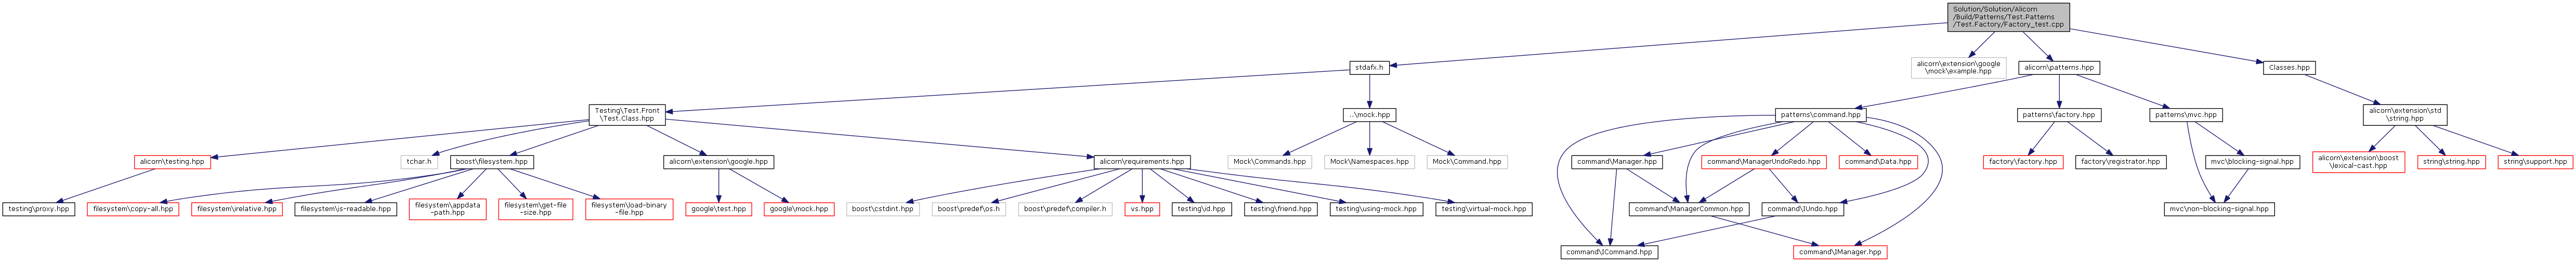 Solution/Solution/Alicorn
/Build/Patterns/Test.Patterns
/Test.Factory/Factory_test.cpp
stdafx.h
alicorn\extension\google
\mock\example.hpp
alicorn\patterns.hpp
Classes.hpp
Testing\Test.Front
\Test.Class.hpp
...\mock.hpp
patterns\command.hpp
patterns\factory.hpp
patterns\mvc.hpp
alicorn\extension\std
\string.hpp
alicorn\testing.hpp
tchar.h
boost\filesystem.hpp
alicorn\extension\google.hpp
alicorn\requirements.hpp
Mock\Commands.hpp
Mock\Namespaces.hpp
Mock\Command.hpp
command\Manager.hpp
command\ManagerUndoRedo.hpp
command\Data.hpp
factory\factory.hpp
factory\registrator.hpp
mvc\blocking-signal.hpp
alicorn\extension\boost
\lexical-cast.hpp
string\string.hpp
string\support.hpp
testing\proxy.hpp
filesystem\copy-all.hpp
filesystem\relative.hpp
filesystem\is-readable.hpp
filesystem\appdata
-path.hpp
filesystem\get-file
-size.hpp
filesystem\load-binary
-file.hpp
google\test.hpp
google\mock.hpp
boost\cstdint.hpp
boost\predef\os.h
boost\predef\compiler.h
vs.hpp
testing\id.hpp
testing\friend.hpp
testing\using-mock.hpp
testing\virtual-mock.hpp
command\ManagerCommon.hpp
command\IUndo.hpp
mvc\non-blocking-signal.hpp
command\ICommand.hpp
command\IManager.hpp